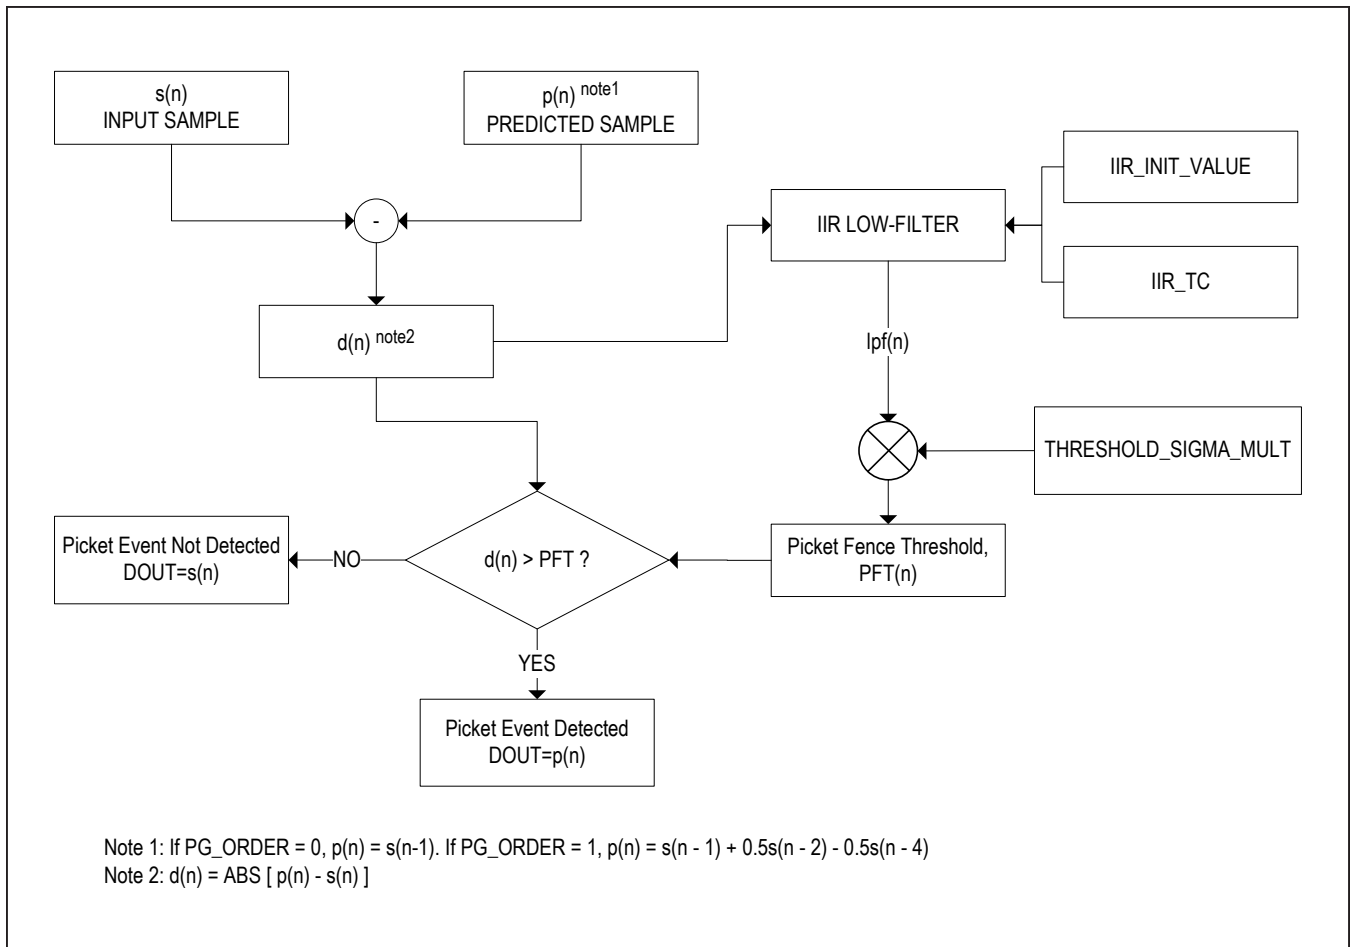 s(n)
INPUT SAMPLE
p(n) note1
PREDICTED SAMPLE
-
IIR LOW-FILTER
IIR_INIT_VALUE
IIR_TC
d(n) note2
lpf(n)
THRESHOLD_SIGMA_MULT
Picket Event Not Detected
DOUT=s(n)
NO
d(n) > PFT ?
Picket Fence Threshold,
PFT(n)
YES
Picket Event Detected
DOUT=p(n)
Note 1: If PG_ORDER = 0, p(n) = s(n-1). If PG_ORDER = 1, p(n) = s(n - 1) + 0.5s(n - 2) - 0.5s(n - 4)
Note 2: d(n) = ABS [ p(n) - s(n) ]